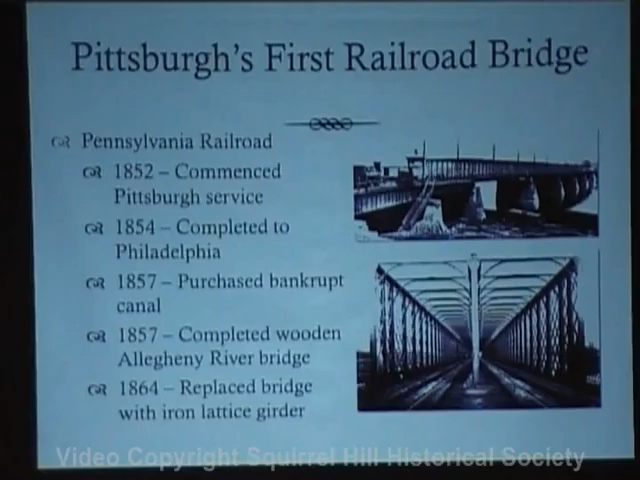 Pittsburgh's First Railroad Bridge
Pennsylvania Railroad
1852 – Commenced
Pittsburgh service
1854 – Completed to
Philadelphia
1857 – Purchased bankrupt
canal
1857 – Completed wooden
Allegheny River bridge
1864 – Replaced bridge
with iron lattice girder
Video Copyright Squirrel Hill Historical Society